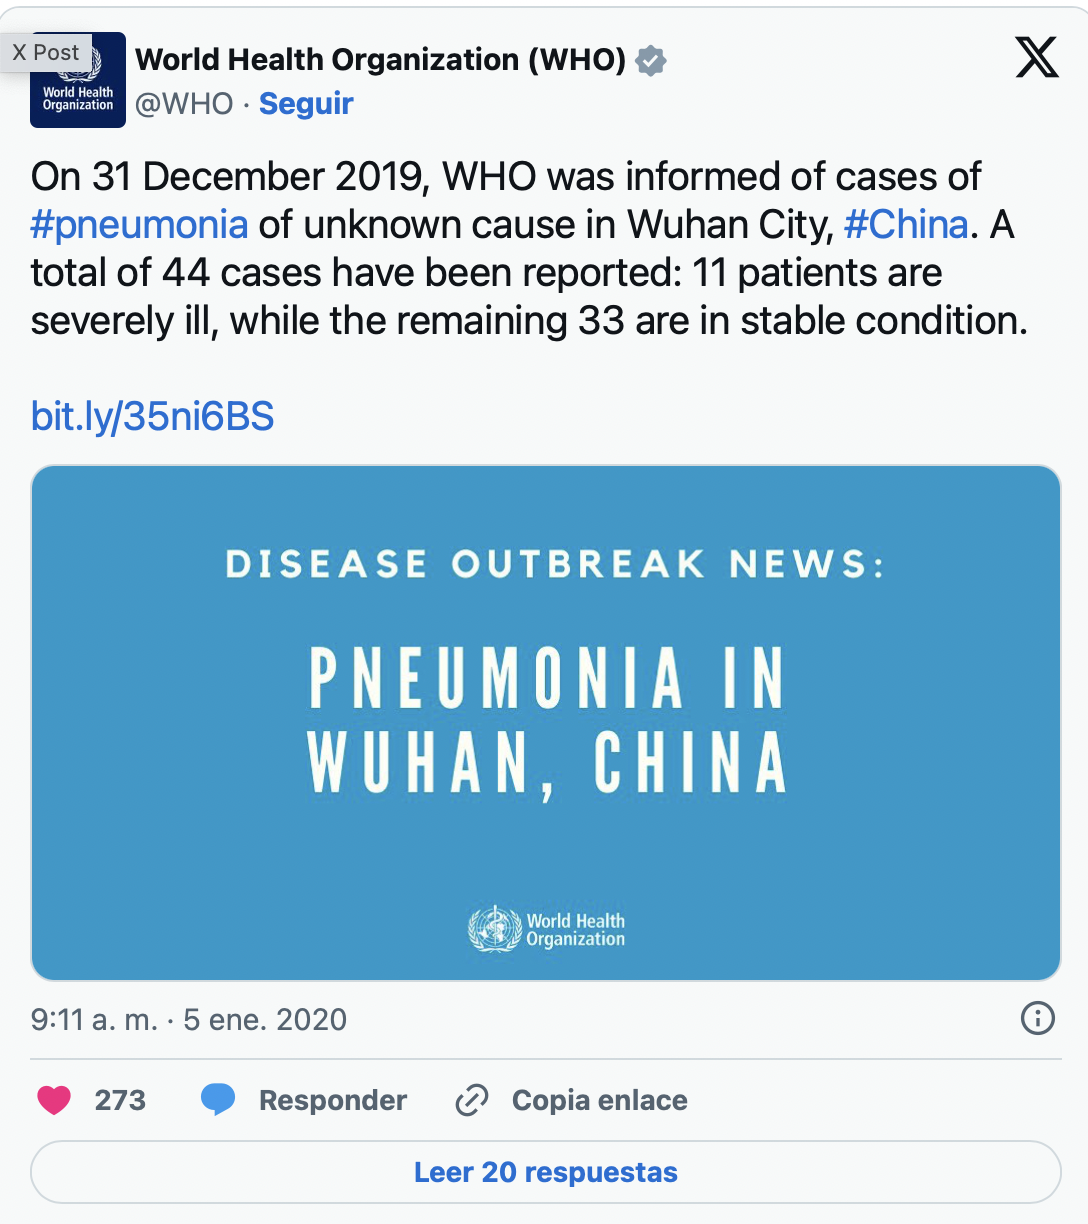 X Post
World Health
Organization
World Health Organization (WHO)
@WHO · Seguir
On 31 December 2019, WHO was informed of cases of
#pneumonia of unknown cause in Wuhan City, #China. A
total of 44 cases have been reported: 11 patients are
severely ill, while the remaining 33 are in stable condition.
bit.ly/35ni6BS
DISEASE OUTBREAK NEWS:
PNEUMONIA IN
WUHAN, CHINA
World Health
Organization
9:11 a. m. · 5 ene. 2020
273 Responder Copia enlace
Leer 20 respuestas